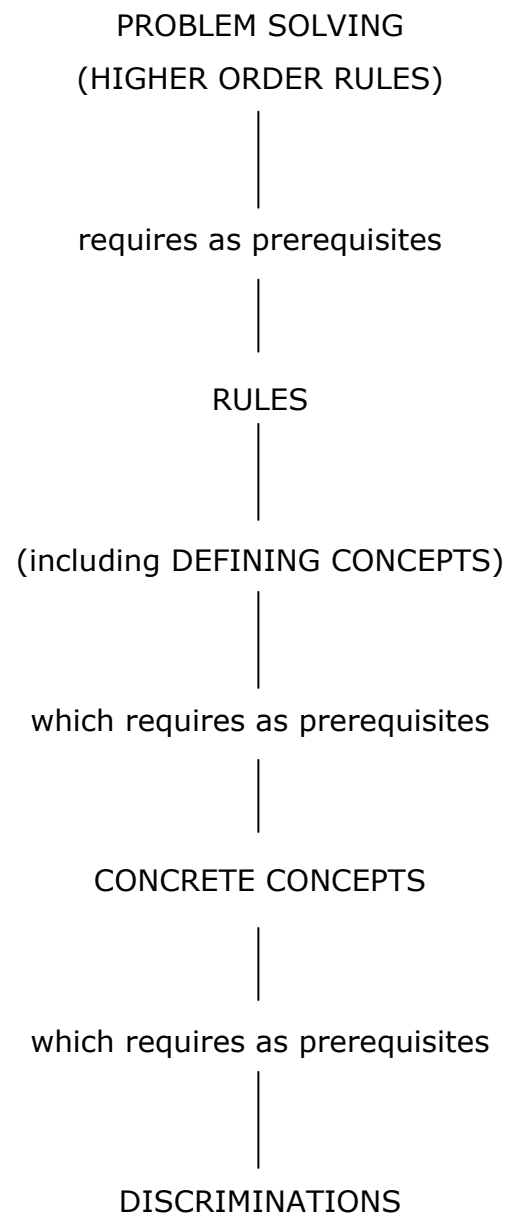 PROBLEM SOLVING
(HIGHER ORDER RULES)
requires as prerequisites
RULES
(including DEFINING CONCEPTS)
which requires as prerequisites
CONCRETE CONCEPTS
which requires as prerequisites
DISCRIMINATIONS